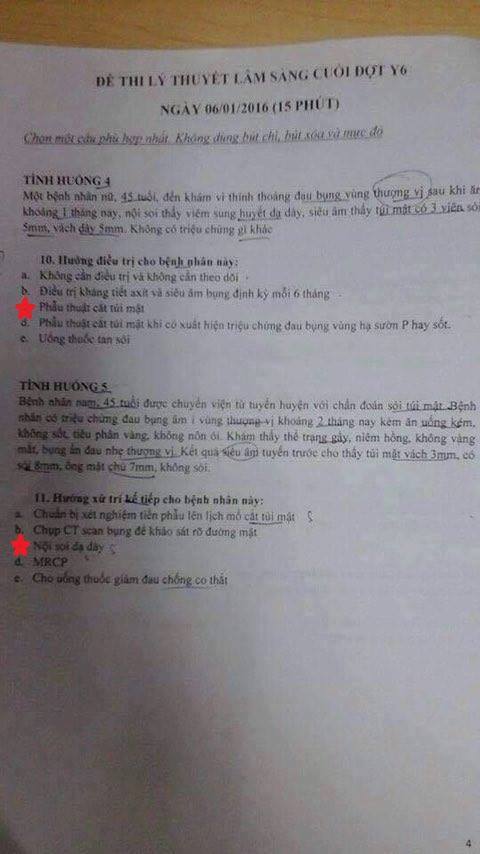 ĐỀ THI LÝ THUYẾT LÂM SÀNG CUỐI ĐỢT Y6
NGÀY 06/01/2016 (15 PHÚT)
Chọn một câu phù hợp nhất. Không dùng bút chì, bút xóa và mực đỏ
TÌNH HUỐNG 4
Một bệnh nhân nữ, 45 tuổi, đến khám vì thỉnh thoảng đau bụng vùng thượng vị sau khi ăn
khoảng 1 tháng nay, nội soi thấy viêm sung huyết dạ dày, siêu âm thấy túi mật có 3 viên sỏi
5mm, vách dày 5mm. Không có triệu chứng gì khác
10. Hướng điều trị cho bệnh nhân này:
a. Không cần điều trị và không cần theo dõi
b. Điều trị kháng tiết axít và siêu âm bụng định kỳ mỗi 6 tháng
Phẫu thuật cắt túi mật
d. Phẫu thuật cắt túi mật khi có xuất hiện triệu chứng đau bụng vùng hạ sườn P hay sốt.
e. Uống thuốc tan sỏi
TÌNH HUỐNG 5
Bệnh nhân nam, 45 tuổi được chuyển viện từ tuyến huyện với chẩn đoán sỏi túi mật. Bệnh
nhân có triệu chứng đau bụng âm ỉ vùng thượng vị khoảng 2 tháng nay kèm ăn uống kém,
không sốt, tiêu phân vàng, không nôn ói. Khám thấy thể trạng gầy, niêm hồng, không vàng
mắt, bụng ấn đau nhẹ thượng vị. Kết quả siêu âm tuyến trước cho thấy túi mật vách 3mm, có
sỏi 8mm, ống mật chủ 7mm, không sỏi.
11. Hướng xử trí kế tiếp cho bệnh nhân này:
a. Chuẩn bị xét nghiệm tiền phẫu lên lịch mổ cắt túi mật
b. Chụp CT scan bụng để khảo sát rõ đường mật
Nội soi dạ dày
d. MRCP
e. Cho uống thuốc giảm đau chống co thắt
4